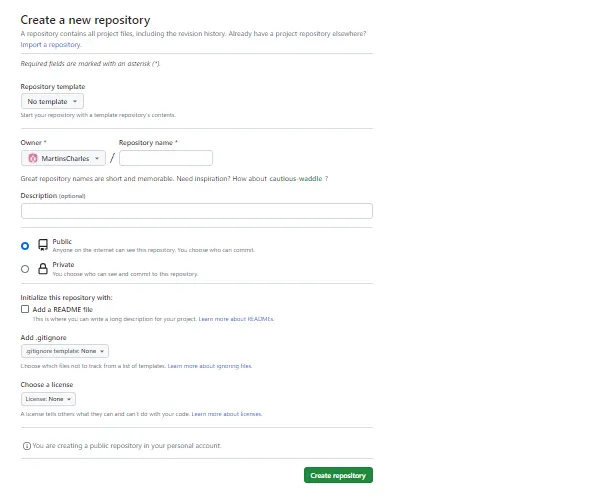 Create a new repository
A repository contains all project files, including the revision history. Already have a project repository elsewhere?
Import a repository.
Required fields are marked with an asterisk (*).
Repository template
No template
Start your repository with a template repository's contents.
Owner * Repository name *
MartinsCharles /
Great repository names are short and memorable. Need inspiration? How about cautious-waddle ?
Description (optional)
Public
Anyone on the internet can see this repository. You choose who can commit.
Private
You choose who can see and commit to this repository.
Initialize this repository with:
Add a README file
This is where you can write a long description for your project. Learn more about READMEs.
Add .gitignore
.gitignore template: None
Choose which files not to track from a list of templates. Learn more about ignoring files.
Choose a license
License: None
A license tells others what they can and can't do with your code. Learn more about licenses.
You are creating a public repository in your personal account.
Create repository